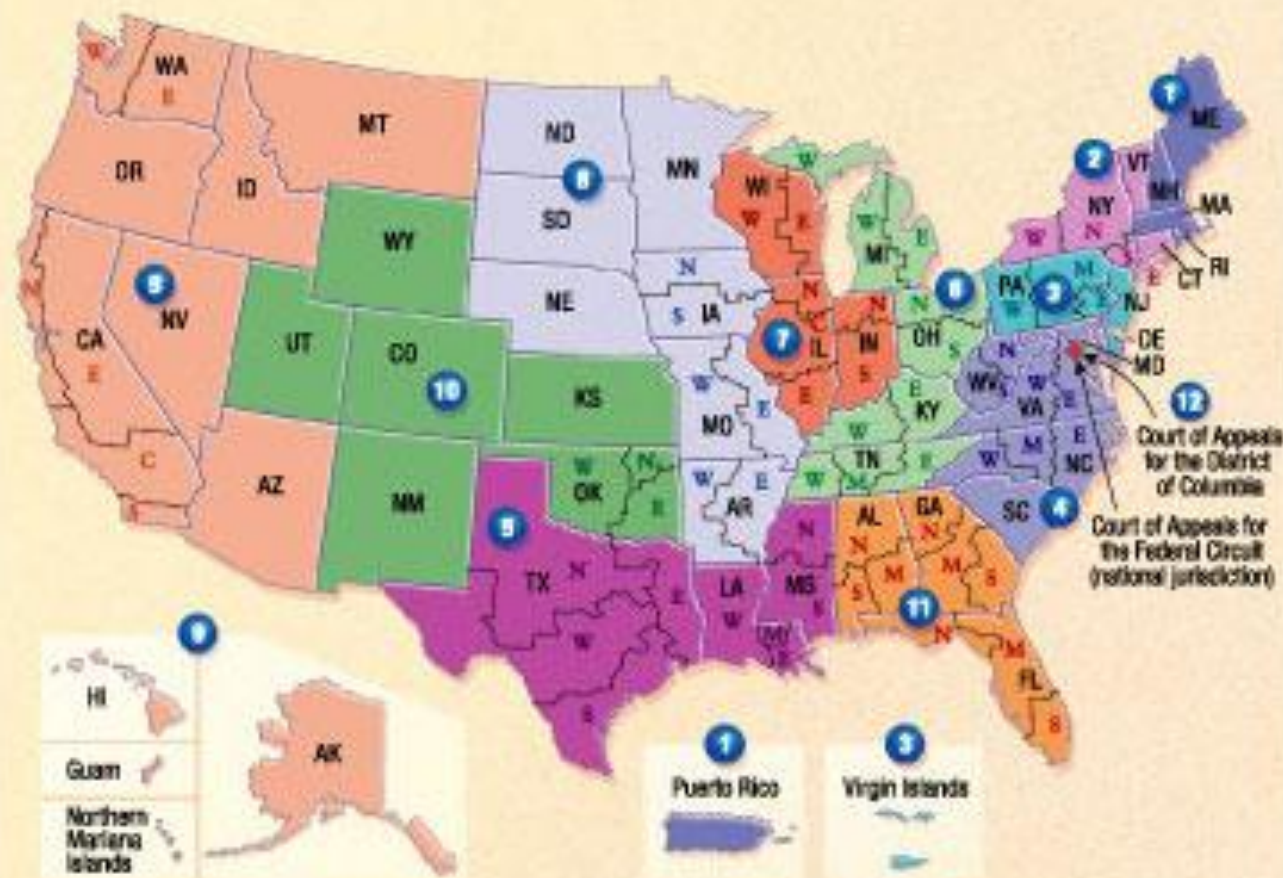 W
WA
E
MT
ND
MN
1
ME
OR
ID
8
WI
W
2
VT
NH
MA
W
E
W
MI
E
NY
N
W
SD
WY
N
S
IA
PA
3
M
W
E
NJ
CT
RI
E
9
NV
N
CA
E
NE
UT
CO
10
KS
7
N
C
IL
E
N
IN
S
6
N
OH
S
DE
MD
12
N
WV
S
W
VA
E
W
MO
E
E
KY
W
Court of Appeals
for the District
of Columbia
C
AZ
NM
W
OK
N
E
W
AR
E
W
TN
M
E
W
M
E
NC
SC
4
Court of Appeals for
the Federal Circuit
(national jurisdiction)
5
TX
N
E
W
S
LA
W
M
E
N
MS
S
AL
N
M
S
GA
N
M
S
11
N
M
FL
S
9
HI
Guam
Northern
Mariana
Islands
AK
1
Puerto Rico
3
Virgin Islands